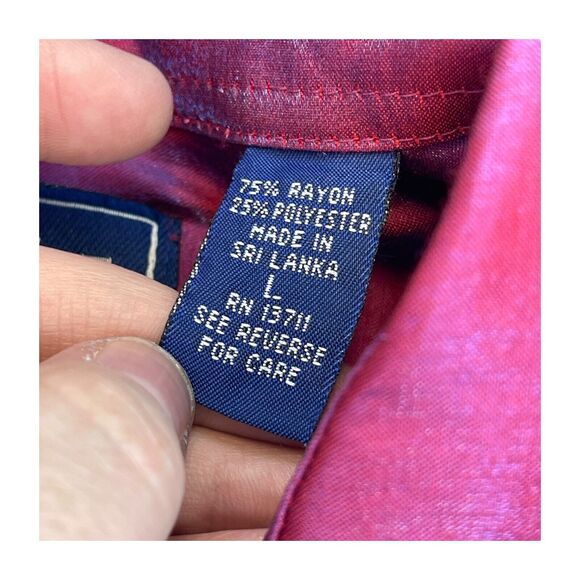 75% RAYON
25% POLYESTER
MADE IN
SRI LANKA
L
RN 13711
SEE REVERSE
FOR CARE